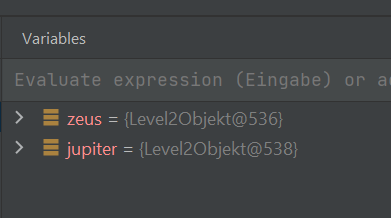 Variables
Evaluate expression (Eingabe) or a
zeus = {Level2Objekt@536}
jupiter = {Level2Objekt@538}